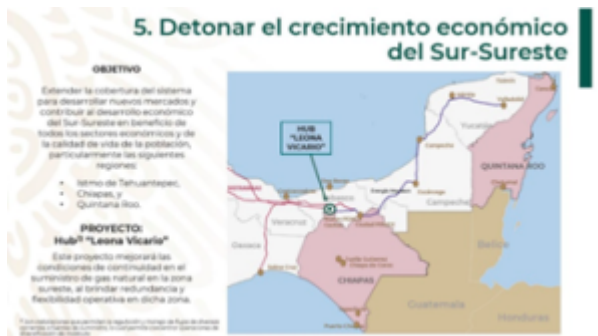 5. Detonar el crecimiento económico
del Sur-Sureste
OBJETIVO
Extender la cobertura del sistema
para desarrollar nuevos mercados y
contribuir al desarrollo económico
del Sur-Sureste en beneficio de
todos los sectores económicos y de
la calidad de vida de la población,
particularmente las siguientes
regiones:
• Istmo de Tehuantepec,
• Chiapas, y
• Quintana Roo.
PROYECTO:
Hub "Leona Vicario"
Este proyecto mejorará las
condiciones de continuidad en el
suministro de gas natural en la zona
sureste, al brindar redundancia y
flexibilidad operativa en dicha zona.
HUB
"LEONA
VICARIO"
Yucatán
QUINTANA ROO
Campeche
Campeche
Veracruz
Oaxaca
Belice
CHIAPAS
Guatemala
Honduras